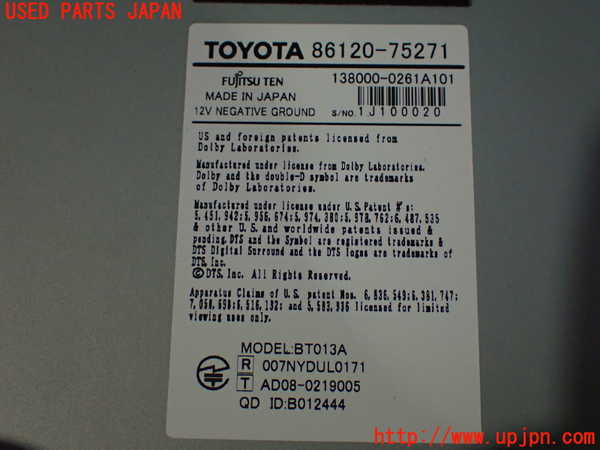 USED PARTS JAPAN
TOYOTA 86120-75271
FUJITSU TEN 138000-0261A101
MADE IN JAPAN
12V NEGATIVE GROUND S/NO. 1J100020
US and foreign patents licensed from
Dolby Laboratories.
Manufactured under license from Dolby Laboratories.
Dolby and the double-D symbol are trademarks
of Dolby Laboratories.
Manufactured under license under U.S. Patent #'s:
5,451,942;5,956,674;5,974,380;5,978,762;6,487,535
& other U.S. and worldwide patents issued &
pending. DTS and the Symbol are registered trademarks &
DTS Digital Surround and the DTS logos are trademarks
of DTS, Inc.
©DTS, Inc. All Rights Reserved.
Apparatus Claims of U.S. patent Nos. 6,836,549;6,381,747;
7,050,698;6,516,132; and 5,583,936 licensed for limited
viewing uses only.
MODEL:BT013A
R 007NYDUL0171
T AD08-0219005
QD ID:B012444
http://www.upjpn.com